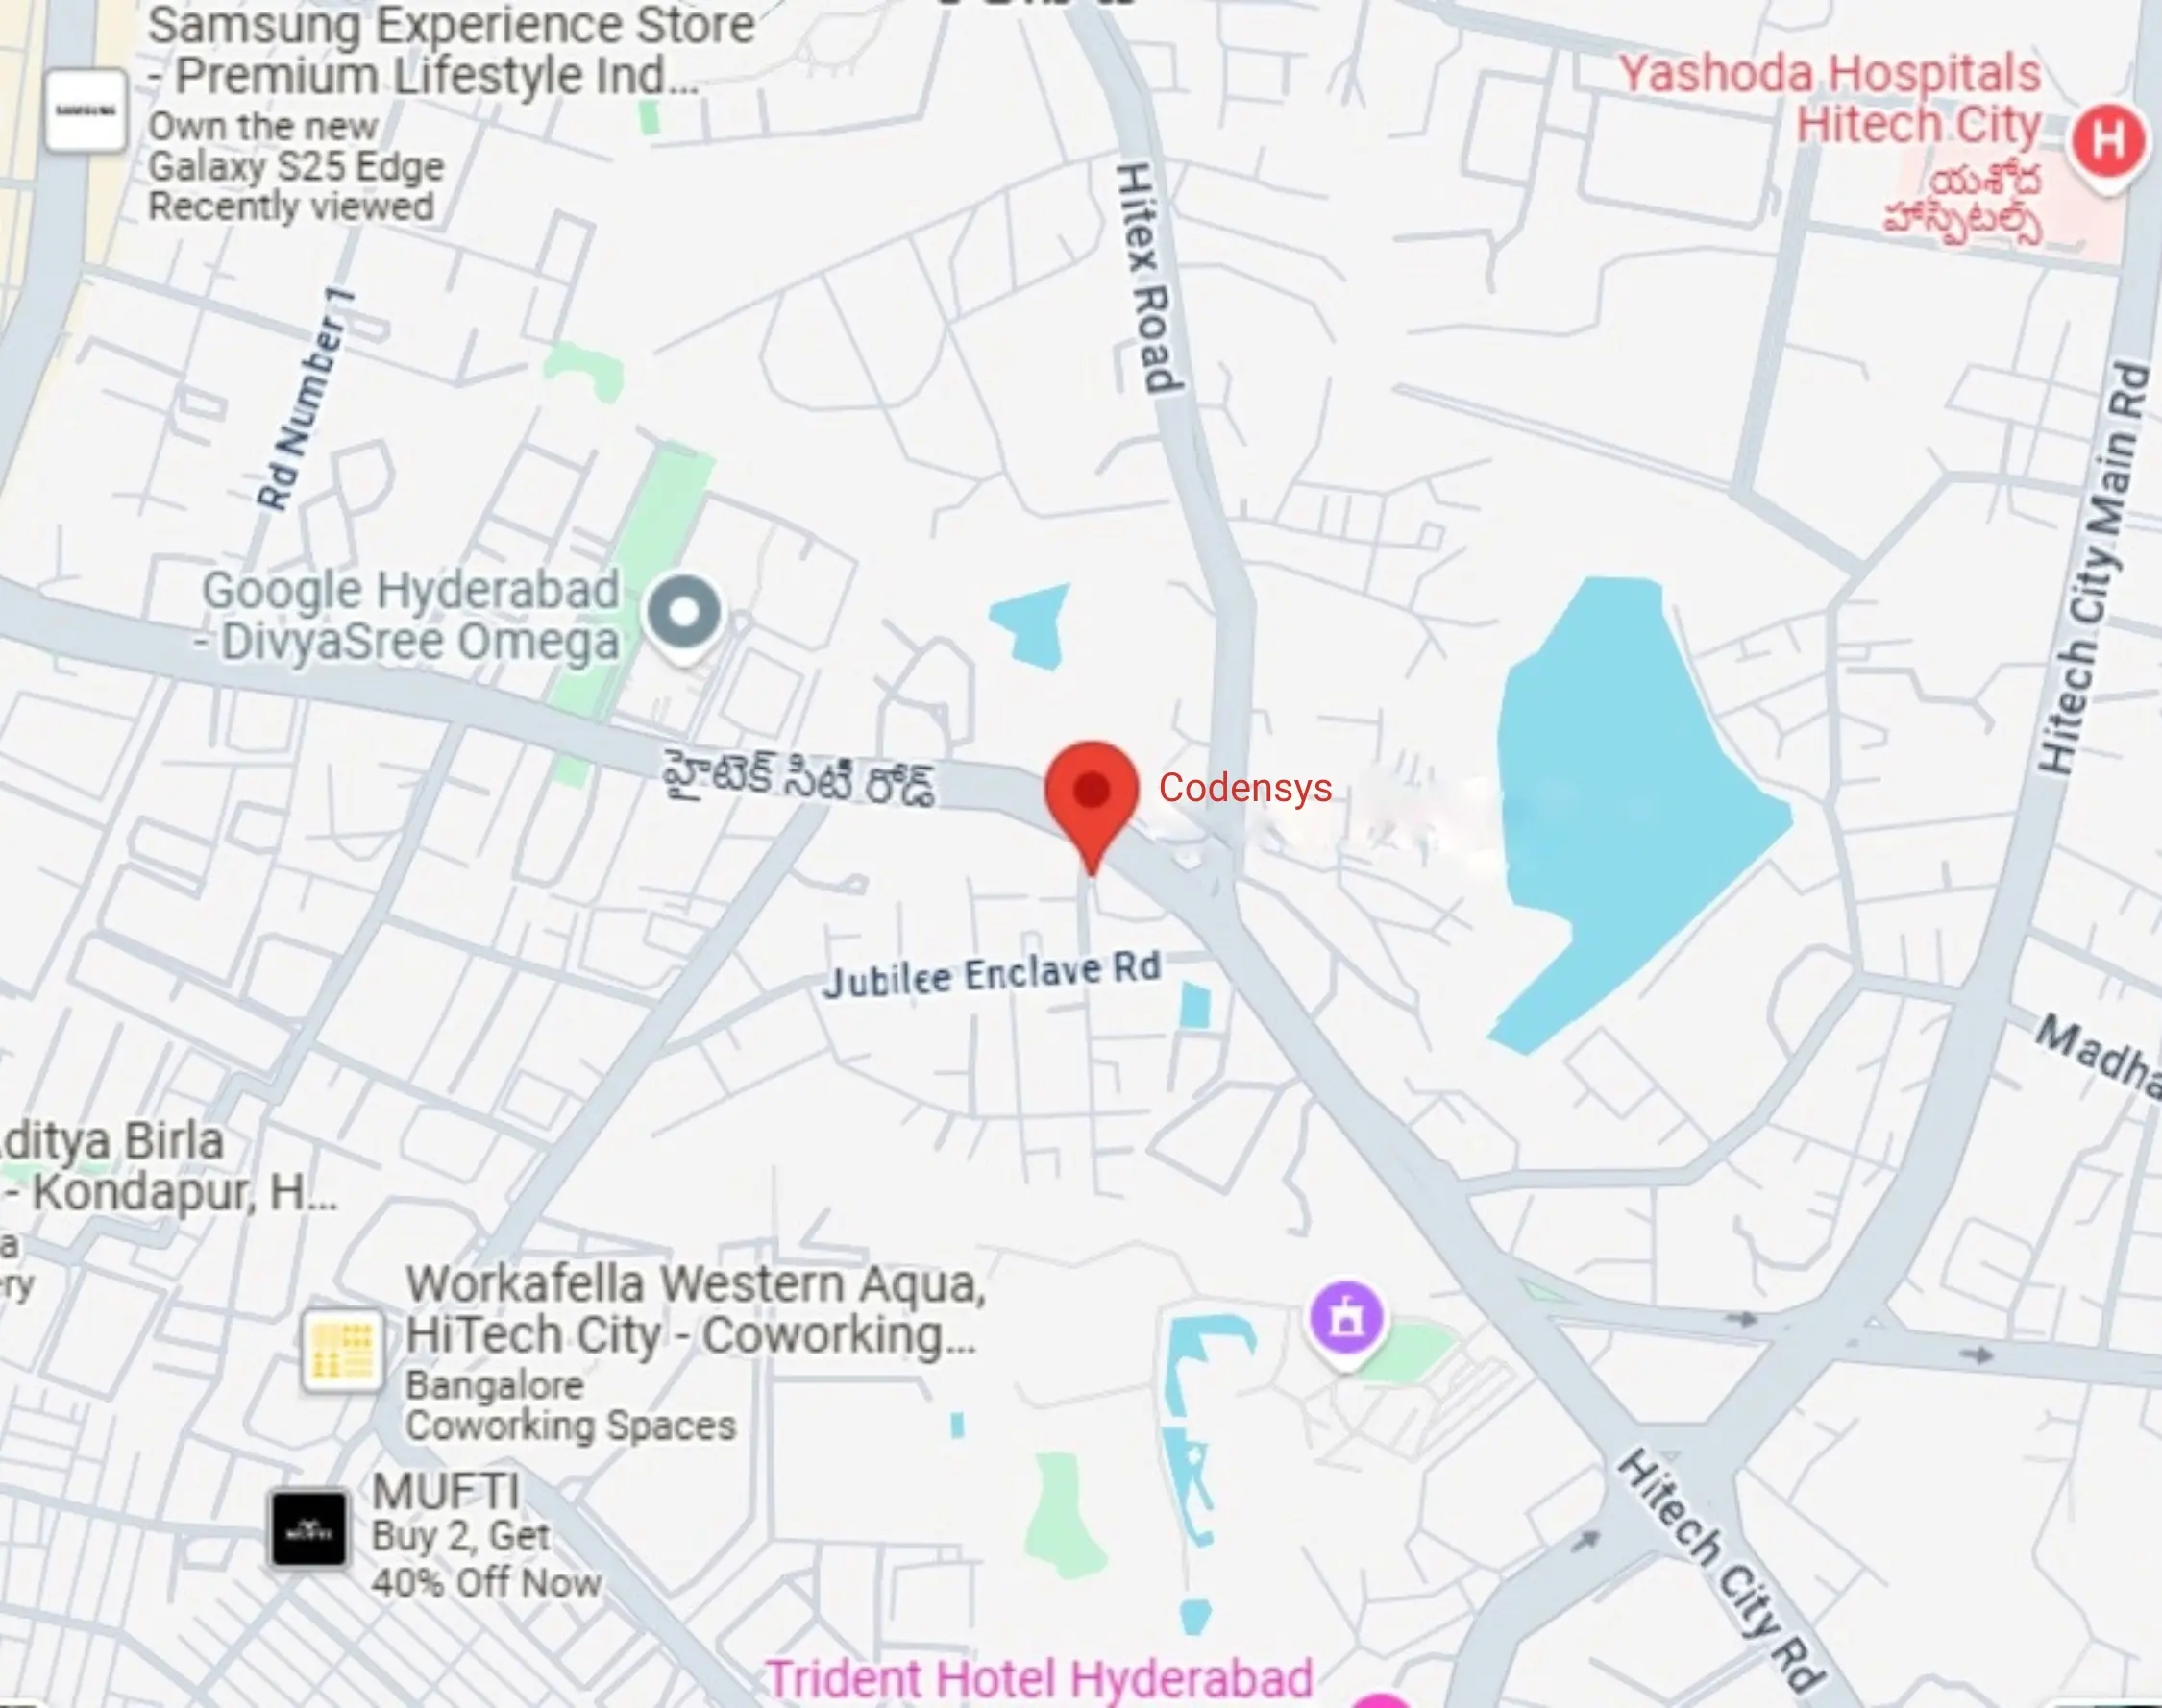 Samsung Experience Store
- Premium Lifestyle Ind...
Own the new
Galaxy S25 Edge
Recently viewed
SAMSUNG
Yashoda Hospitals
Hitech City
యశోద
హాస్పిటల్స్
H
Hitex Road
Rd Number 1
Hitech City Main Rd
Google Hyderabad
- DivyaSree Omega
హైటెక్ సిటీ రోడ్
Codensys
Jubilee Enclave Rd
Madha
ditya Birla
- Kondapur, H...
a
ery
Workafella Western Aqua,
HiTech City - Coworking...
Bangalore
Coworking Spaces
MUFTI
Buy 2, Get
40% Off Now
Hitech City Rd
Trident Hotel Hyderabad